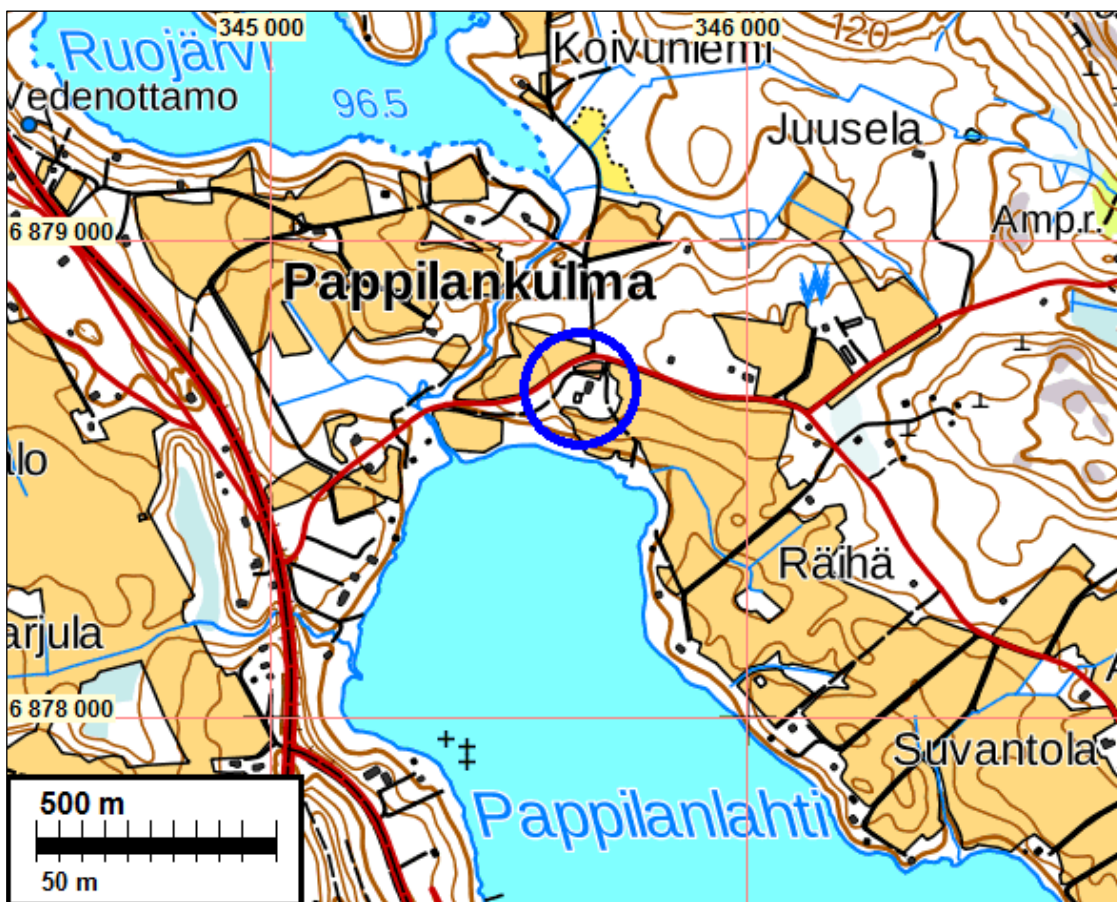 345 000
346 000
Ruojärvi
Koivuniemi
120
Vedenottamo
96.5
Juusela
Amp.r.
6 879 000
Pappilankulma
alo
Räihä
arjula
6 878 000
Suvantola
500 m
Pappilanlahti
50 m